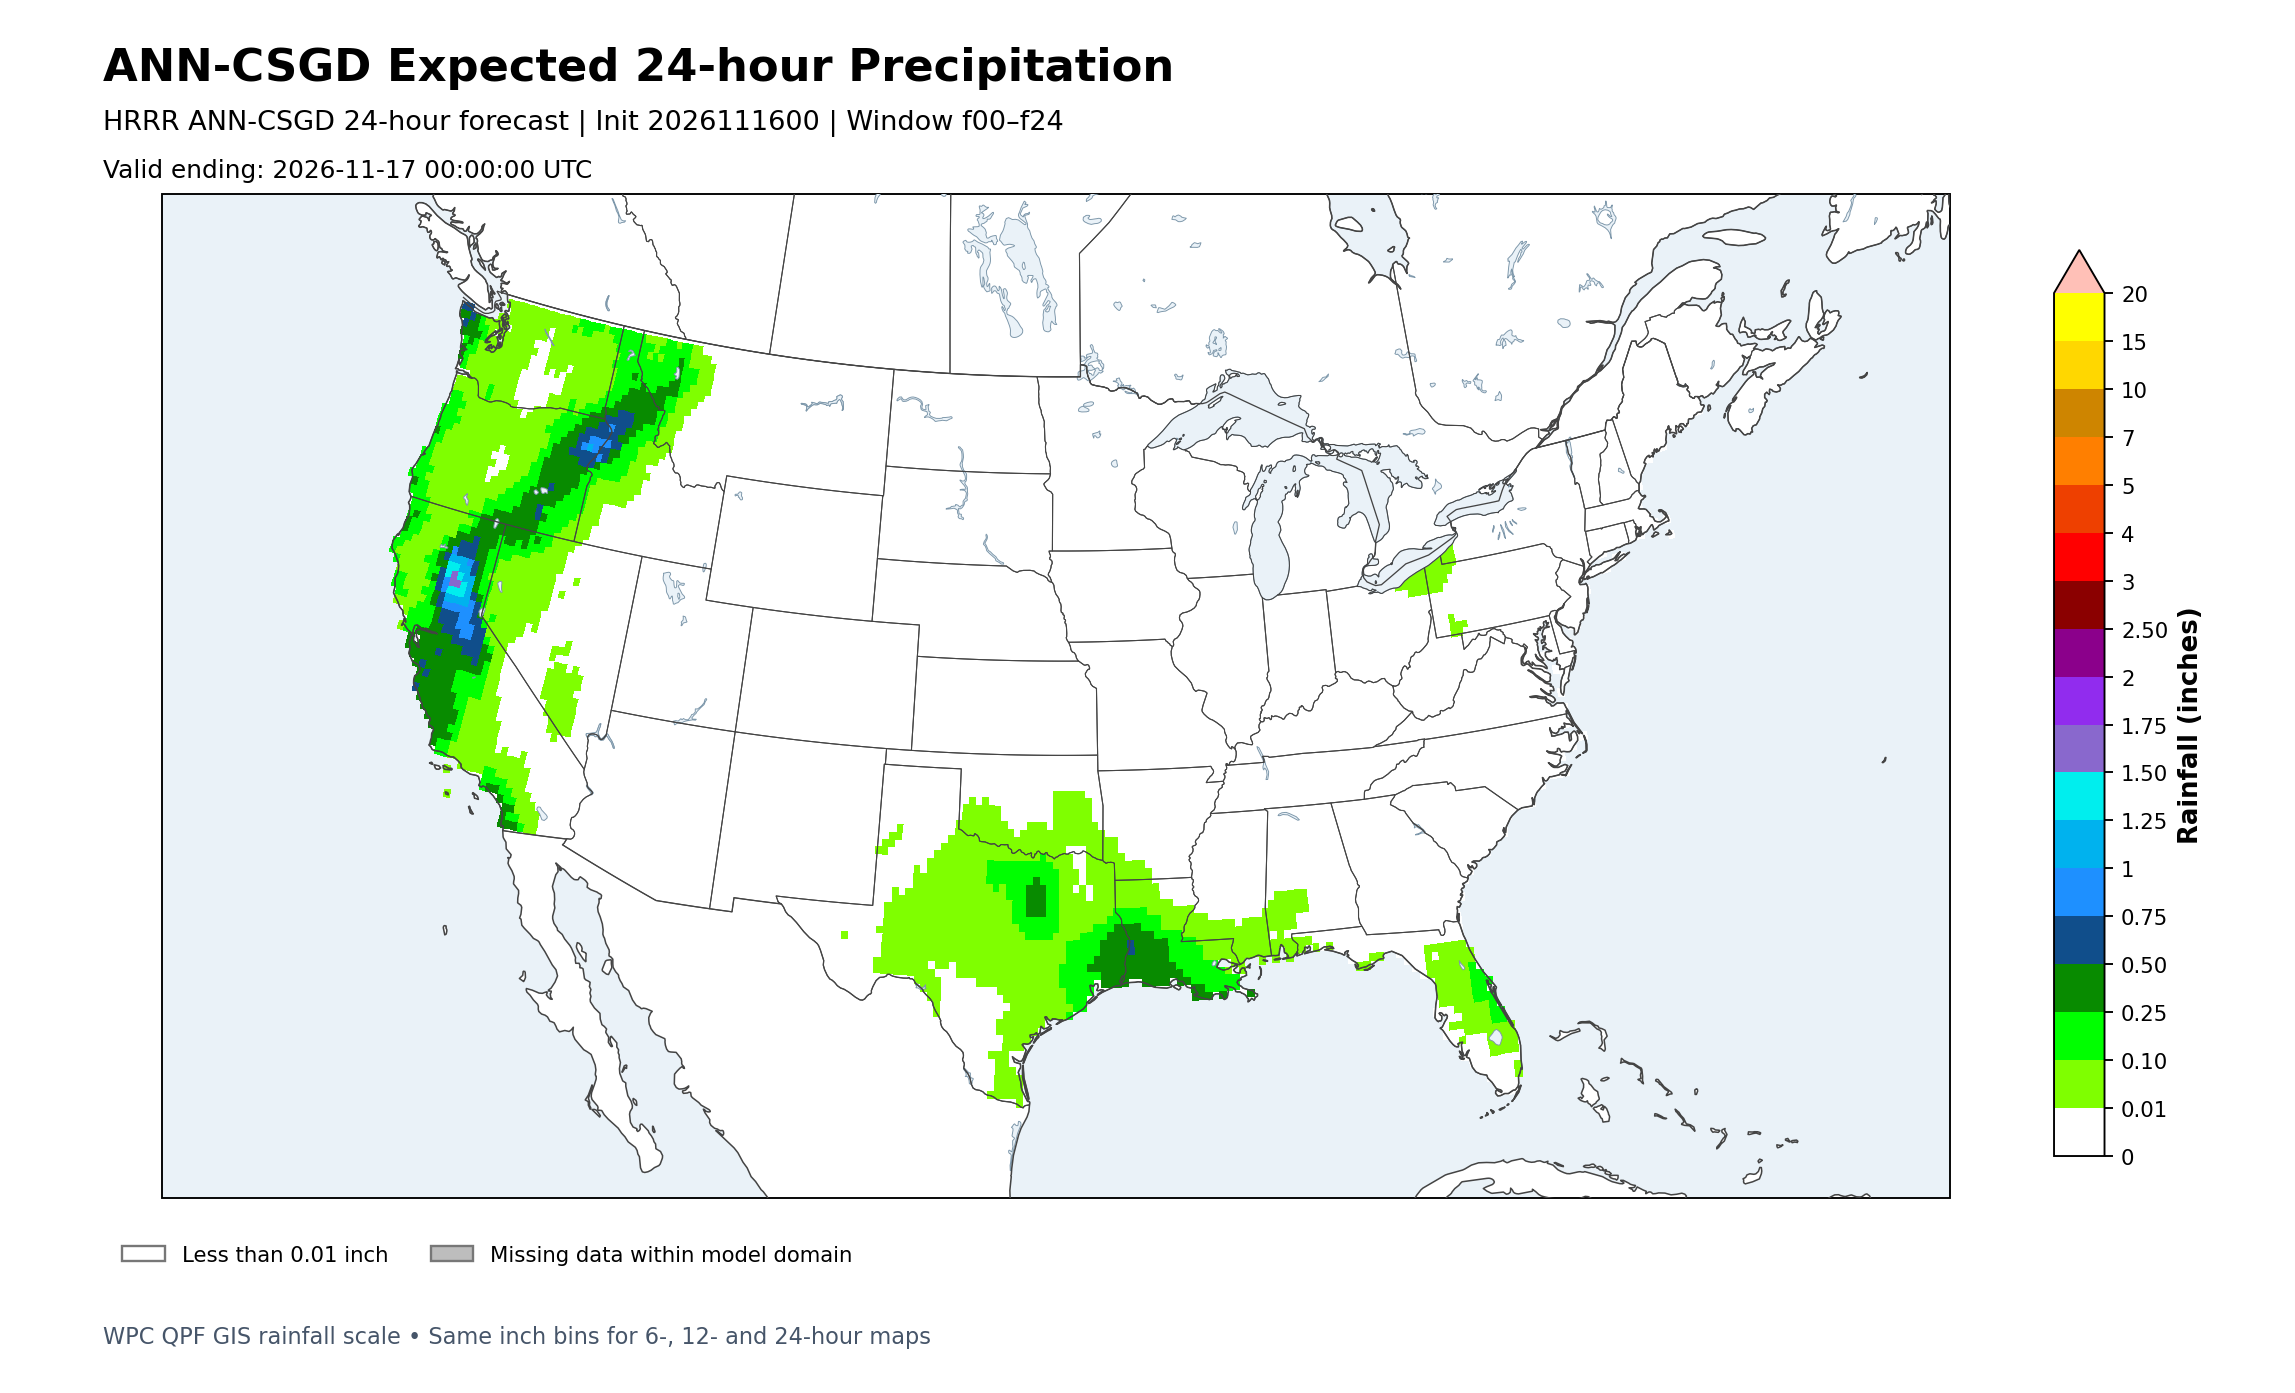 ANN-CSGD Expected 24-hour Precipitation
HRRR ANN-CSGD 24-hour forecast | Init 2026111600 | Window f00–f24
Valid ending: 2026-11-17 00:00:00 UTC
20
15
10
7
5
4
3
2.50
2
1.75
1.50
1.25
1
0.75
0.50
0.25
0.10
0.01
0
Rainfall (inches)
Less than 0.01 inch
Missing data within model domain
WPC QPF GIS rainfall scale • Same inch bins for 6-, 12- and 24-hour maps